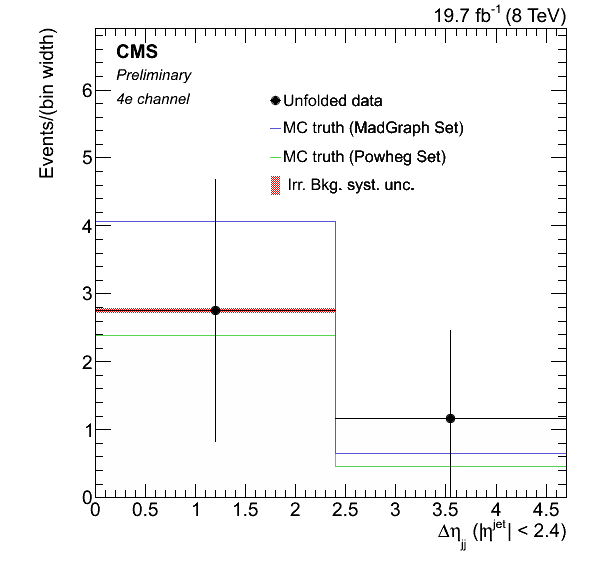 19.7 fb⁻¹ (8 TeV)
CMS
Preliminary
4e channel
Unfolded data
MC truth (MadGraph Set)
MC truth (Powheg Set)
Irr. Bkg. syst. unc.
Events/(bin width)
6
5
4
3
2
1
0
0 0.5 1 1.5 2 2.5 3 3.5 4 4.5
Δη_jj (|η^jet| < 2.4)